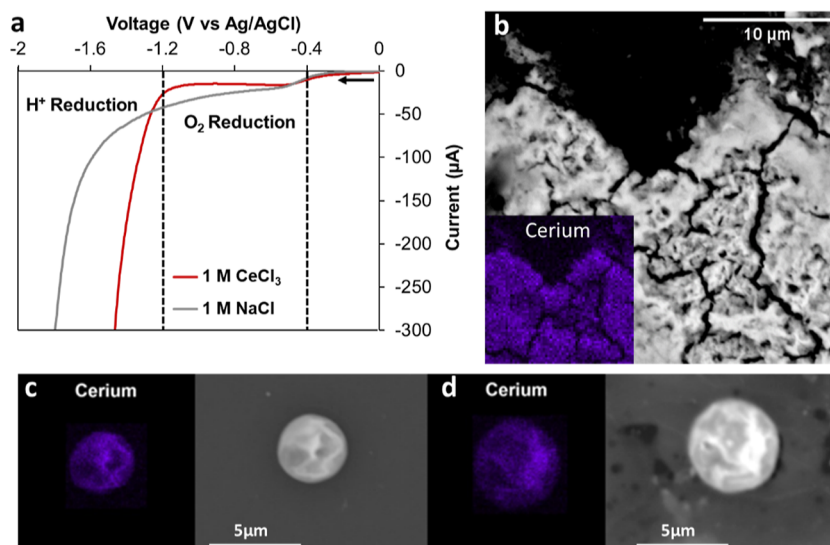 a
Voltage (V vs Ag/AgCl)
-2 -1.6 -1.2 -0.8 -0.4 0
0
-50
-100
-150
-200
-250
-300
Current (µA)
H⁺ Reduction
O₂ Reduction
1 M CeCl₃
1 M NaCl
b
10 µm
Cerium
c
Cerium
5µm
d
Cerium
5µm